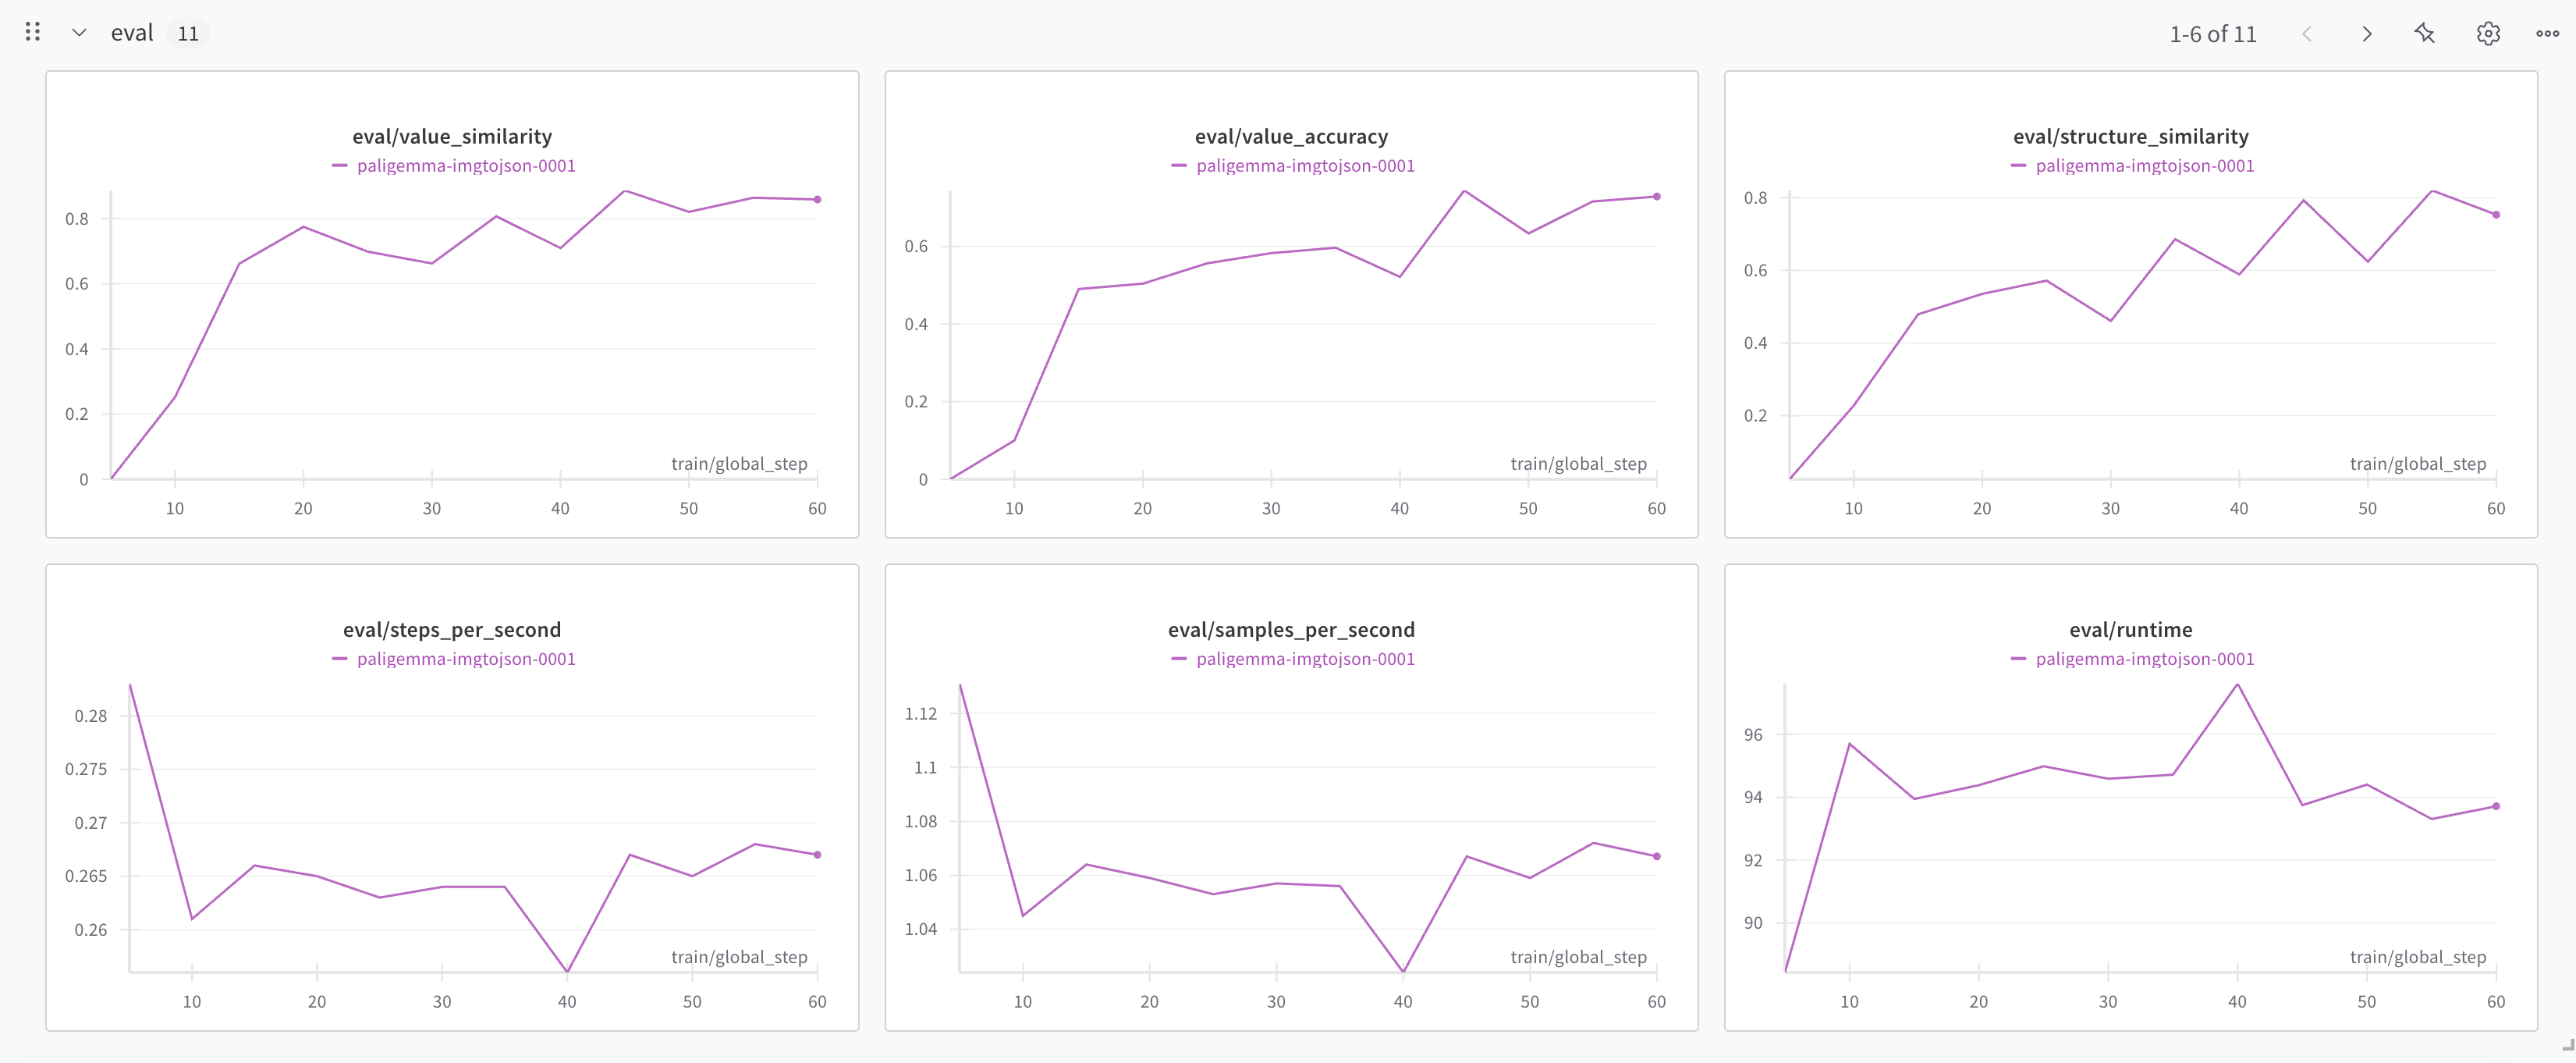 eval 11
1-6 of 11
eval/value_similarity
paligemma-imgtojson-0001
0.8
0.6
0.4
0.2
0
train/global_step
10 20 30 40 50 60
eval/value_accuracy
paligemma-imgtojson-0001
0.6
0.4
0.2
0
train/global_step
10 20 30 40 50 60
eval/structure_similarity
paligemma-imgtojson-0001
0.8
0.6
0.4
0.2
train/global_step
10 20 30 40 50 60
eval/steps_per_second
paligemma-imgtojson-0001
0.28
0.275
0.27
0.265
0.26
train/global_step
10 20 30 40 50 60
eval/samples_per_second
paligemma-imgtojson-0001
1.12
1.1
1.08
1.06
1.04
train/global_step
10 20 30 40 50 60
eval/runtime
paligemma-imgtojson-0001
96
94
92
90
train/global_step
10 20 30 40 50 60